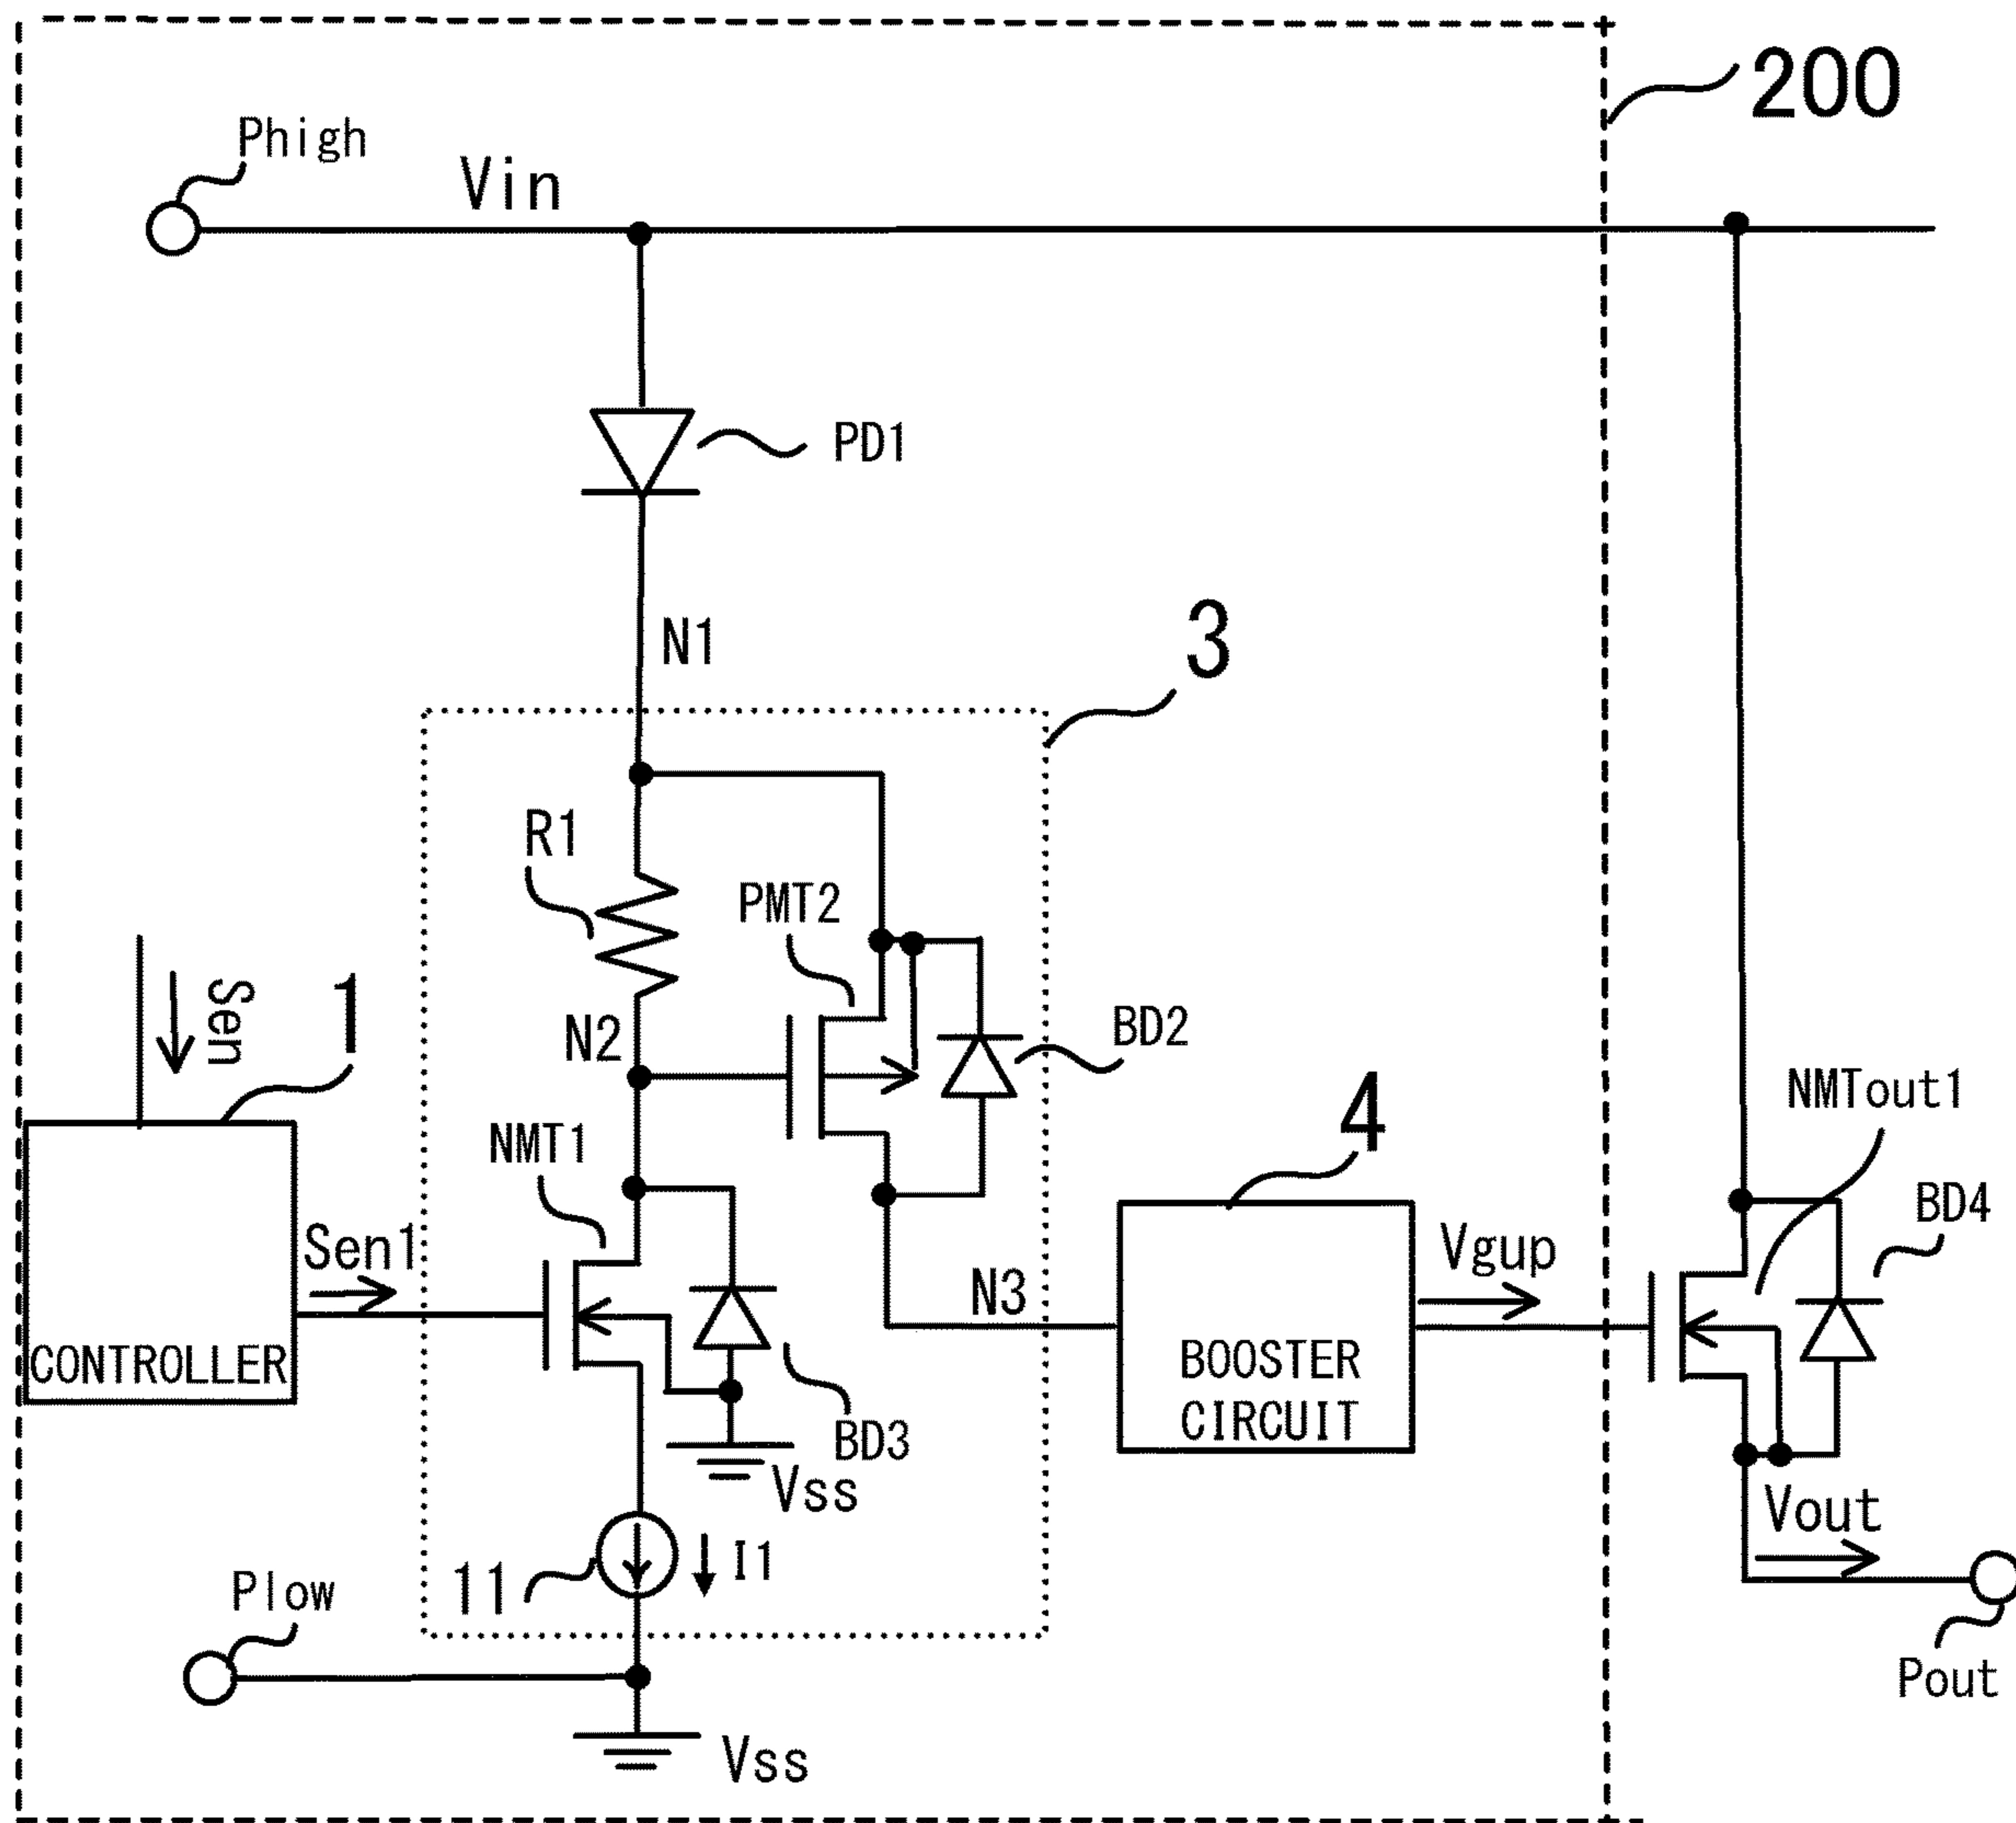 200
Phigh
Vin
PD1
N1
3
R1
PMT2
Sen
1
N2
BD2
4
NMTout1
NMT1
BD4
Sen1
Vgup
N3
CONTROLLER
BOOSTER
CIRCUIT
BD3
Vss
Vout
11
I1
Plow
Pout
Vss